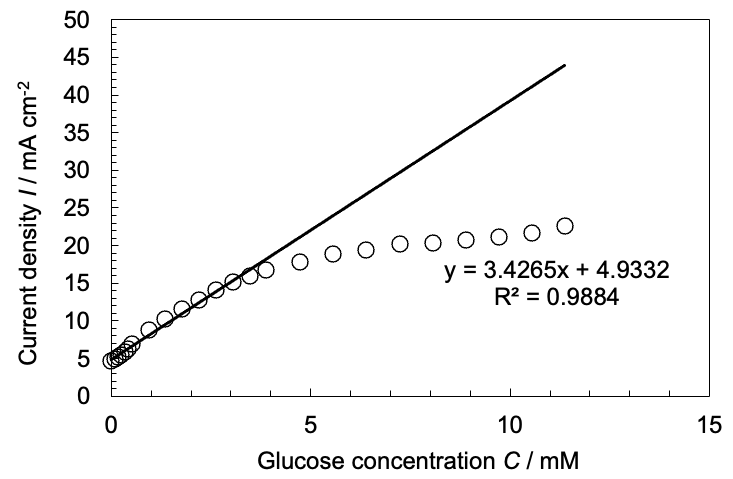 50
45
40
35
30
25
20
15
10
5
0
Current density I / mA cm-2
y = 3.4265x + 4.9332
R² = 0.9884
0 5 10 15
Glucose concentration C / mM